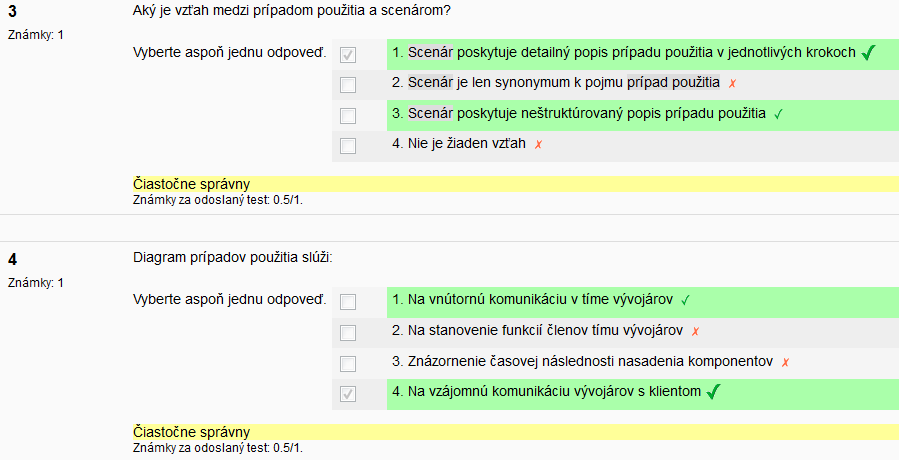 3
Známky: 1
Aký je vzťah medzi prípadom použitia a scenárom?
Vyberte aspoň jednu odpoveď.
1. Scenár poskytuje detailný popis prípadu použitia v jednotlivých krokoch
2. Scenár je len synonymum k pojmu prípad použitia
3. Scenár poskytuje neštruktúrovaný popis prípadu použitia
4. Nie je žiaden vzťah
Čiastočne správny
Známky za odoslaný test: 0.5/1.
4
Známky: 1
Diagram prípadov použitia slúži:
Vyberte aspoň jednu odpoveď.
1. Na vnútornú komunikáciu v tíme vývojárov
2. Na stanovenie funkcií členov tímu vývojárov
3. Znázornenie časovej následnosti nasadenia komponentov
4. Na vzájomnú komunikáciu vývojárov s klientom
Čiastočne správny
Známky za odoslaný test: 0.5/1.